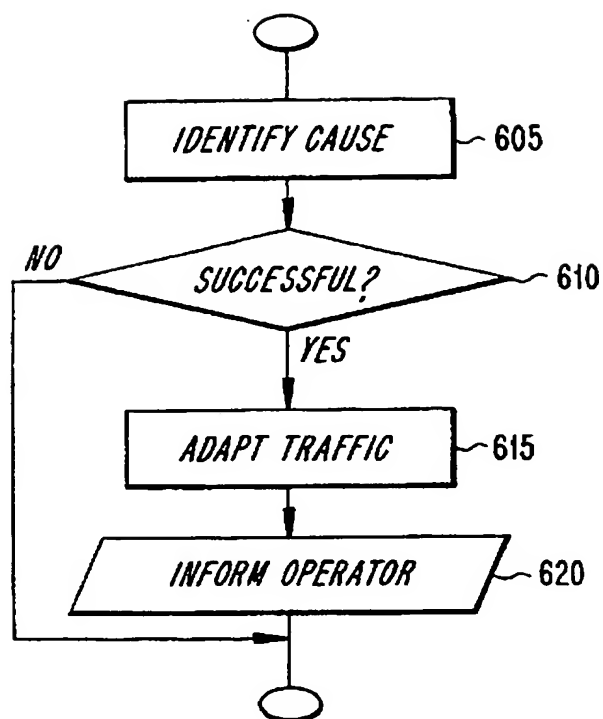 IDENTIFY CAUSE
605
NO
SUCCESSFUL?
610
YES
ADAPT TRAFFIC
615
INFORM OPERATOR
620